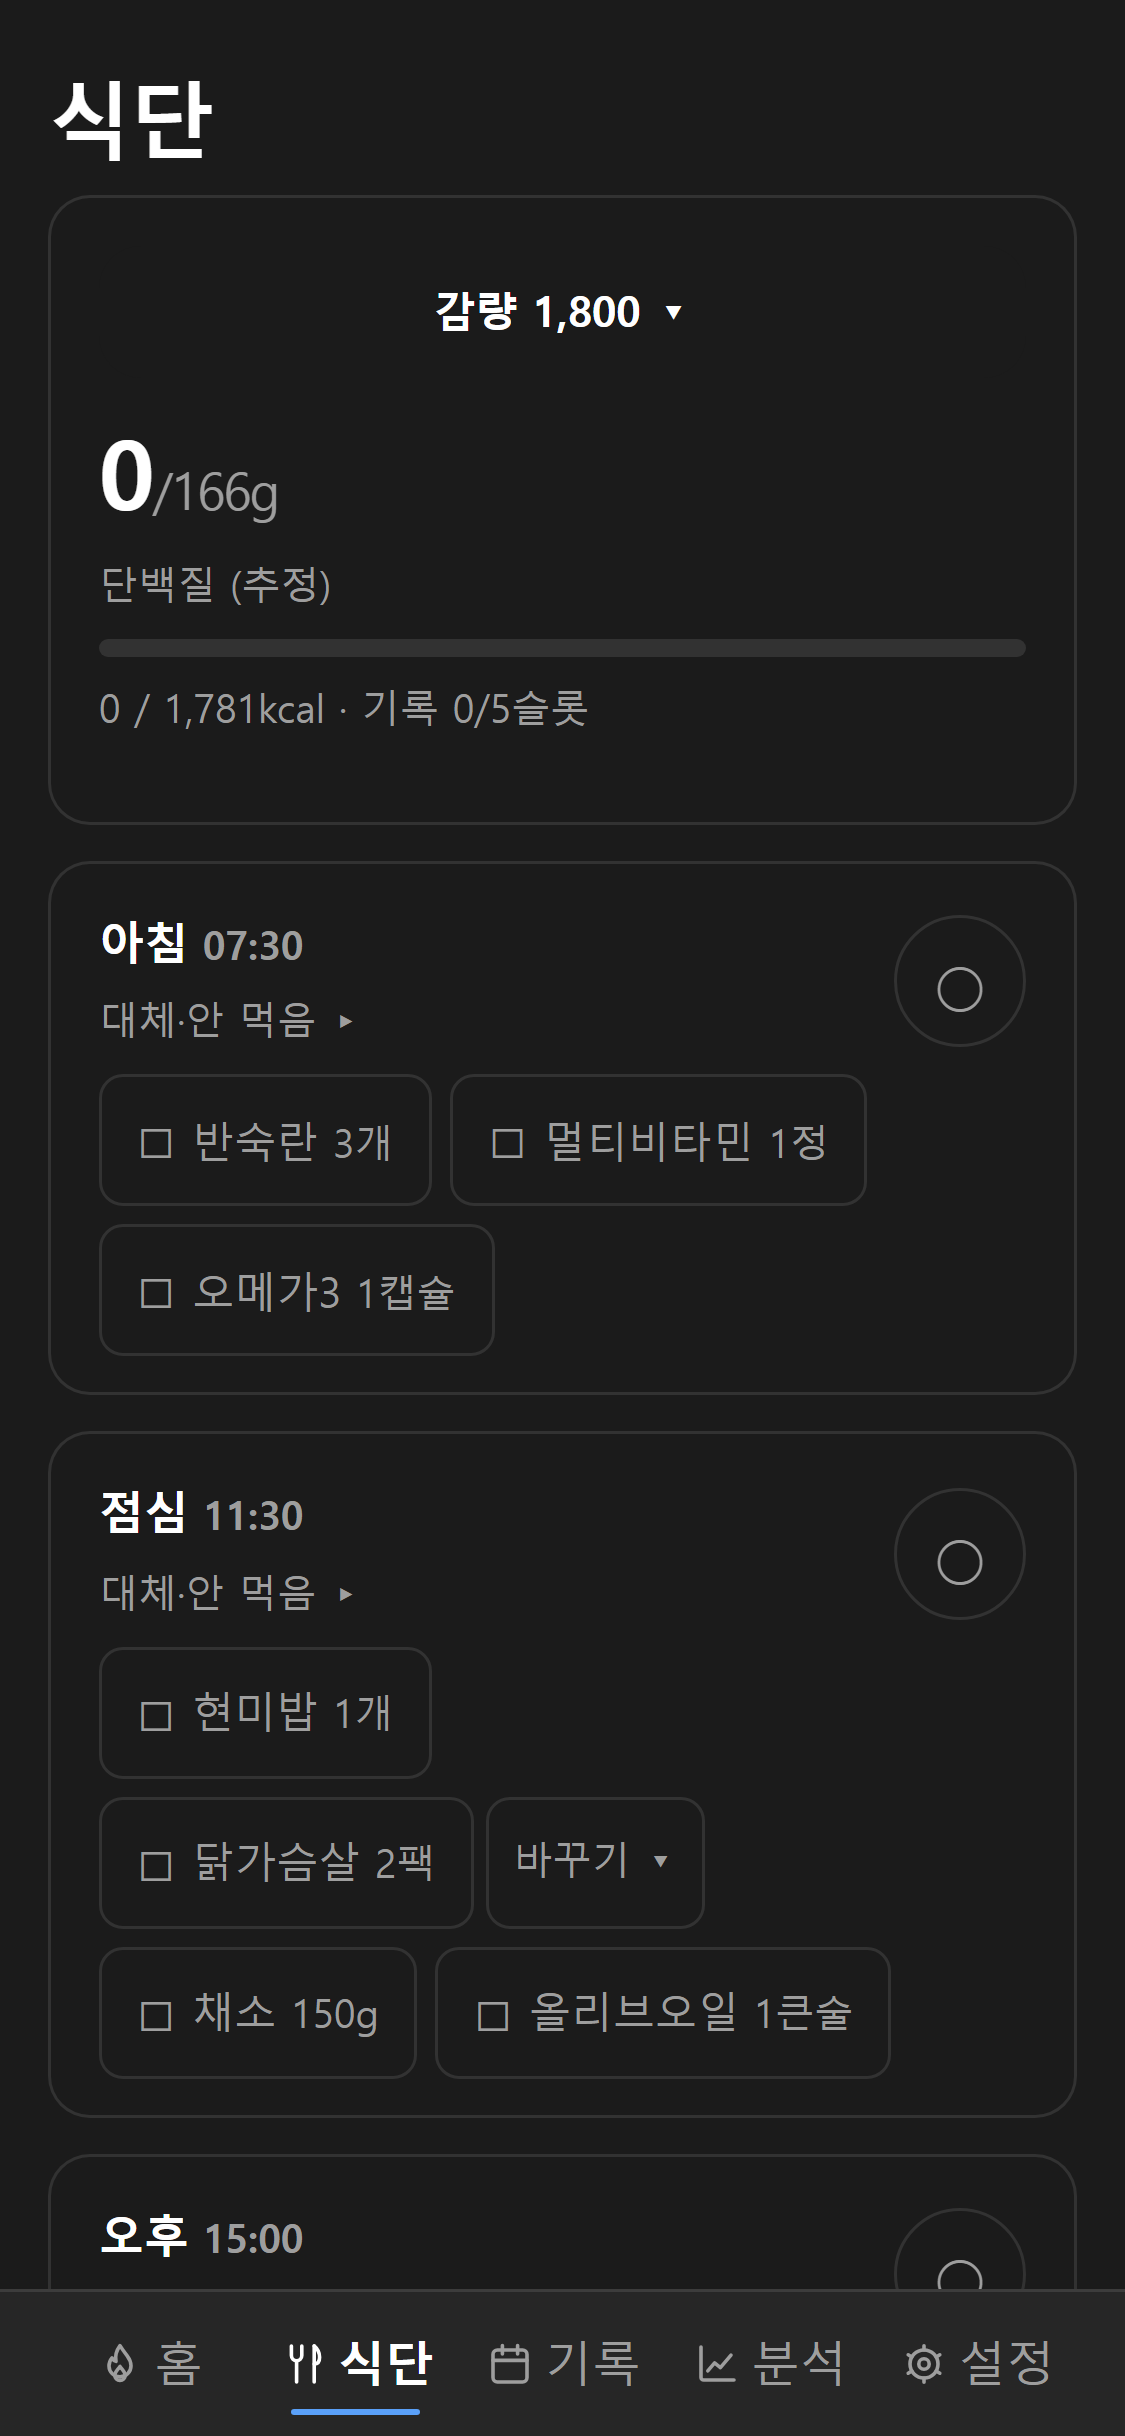 식단
감량 1,800 ▼
0/166g
단백질 (추정)
0 / 1,781kcal · 기록 0/5슬롯
아침 07:30
대체·안 먹음 ▸
□ 반숙란 3개 □ 멀티비타민 1정
□ 오메가3 1캡슐
점심 11:30
대체·안 먹음 ▸
□ 현미밥 1개
□ 닭가슴살 2팩 바꾸기 ▼
□ 채소 150g □ 올리브오일 1큰술
오후 15:00
홈 식단 기록 분석 설정